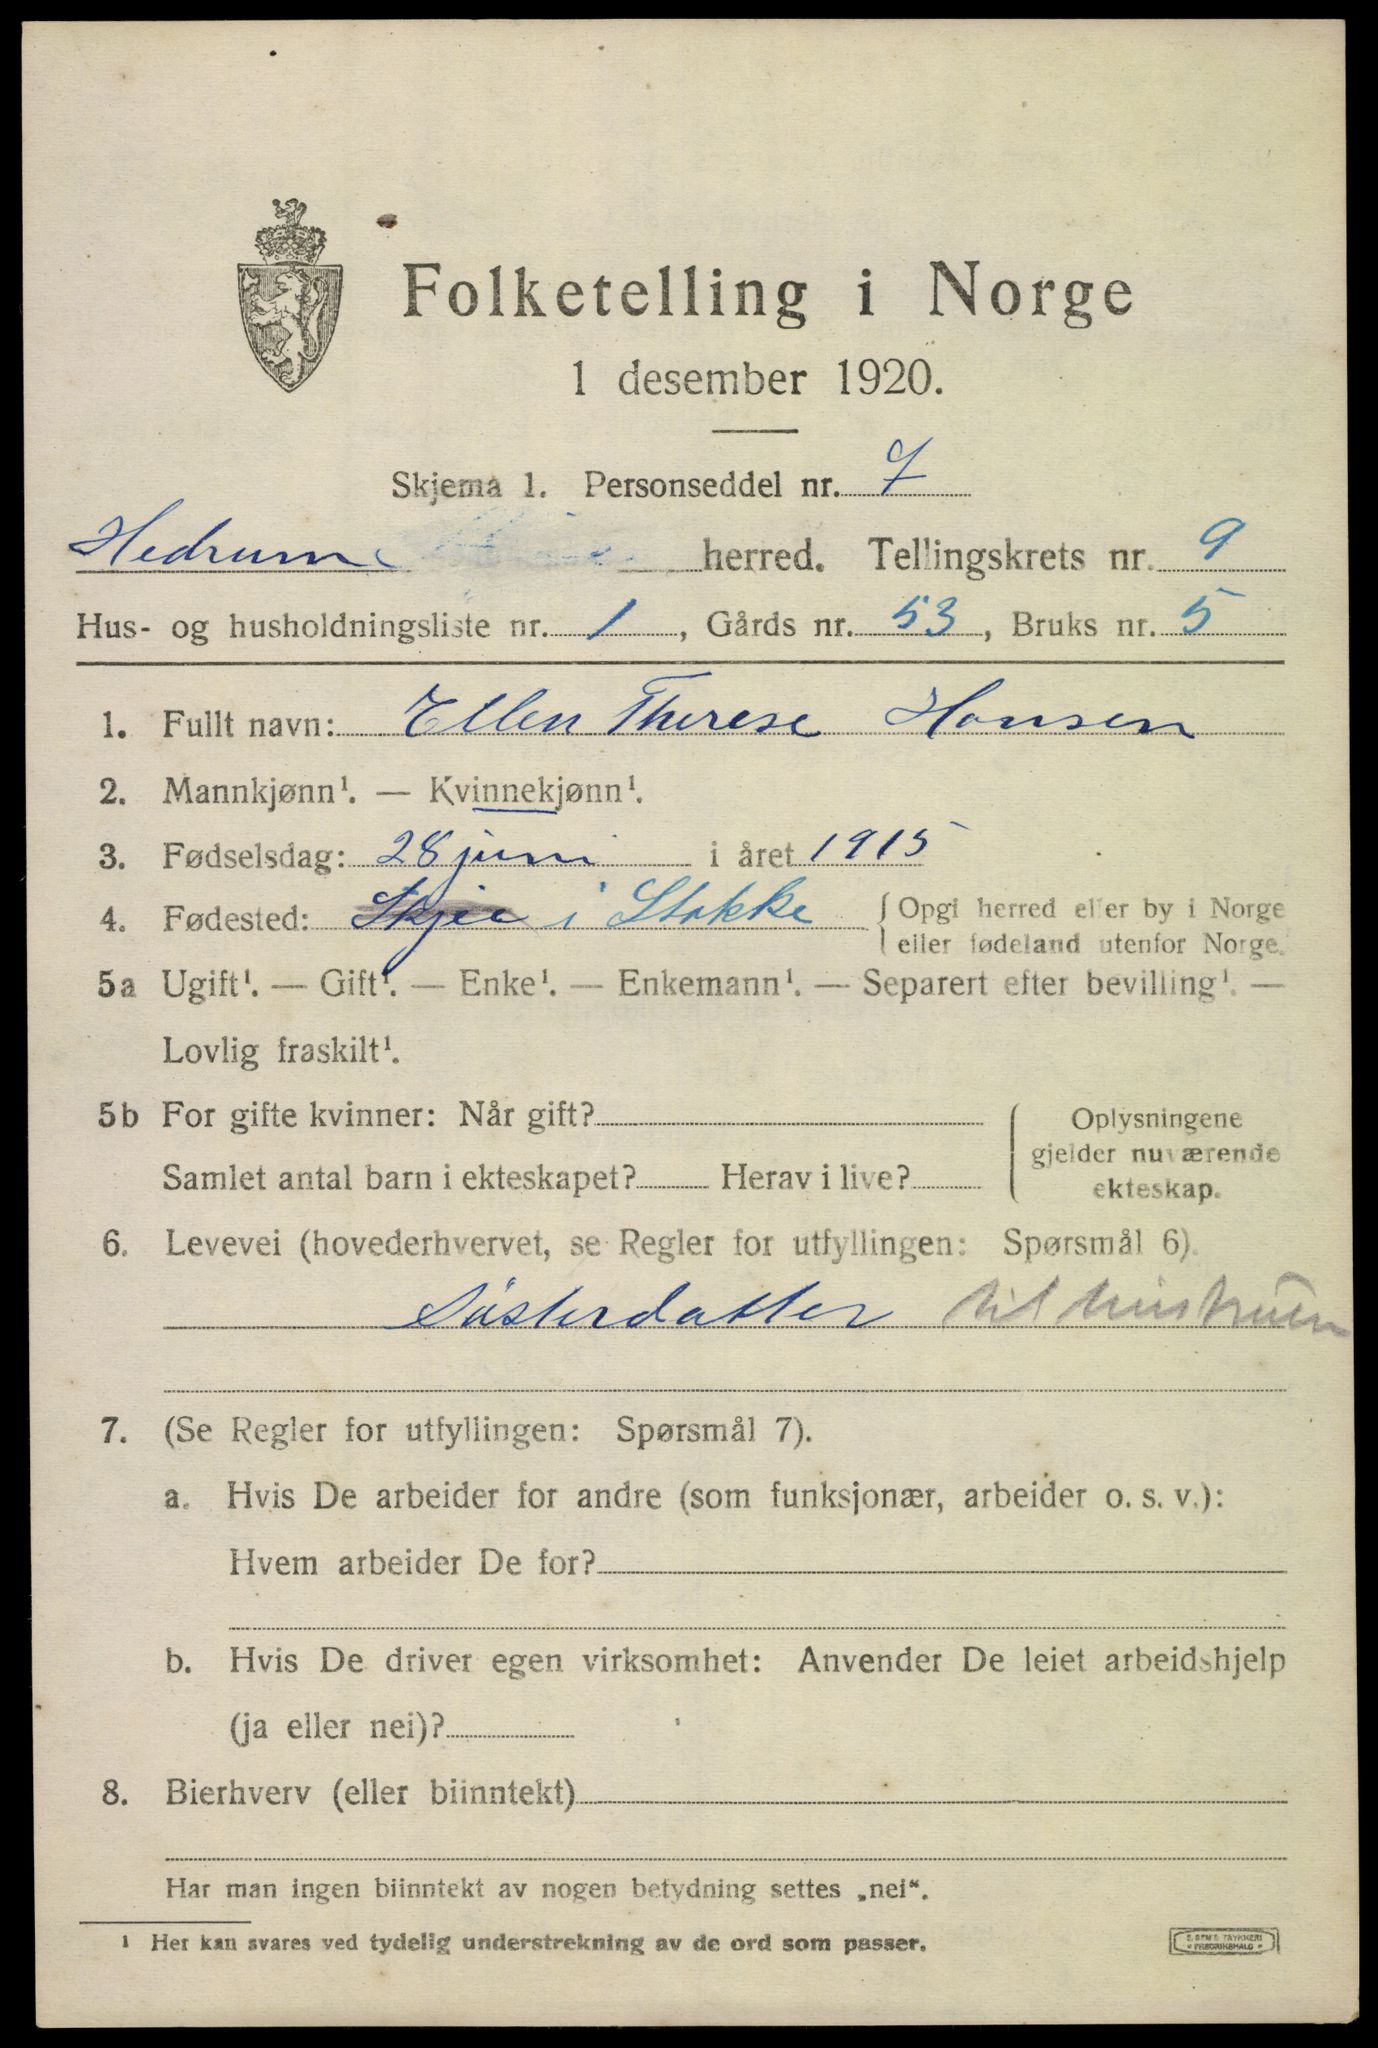 Folketelling i Norge
1 desember 1920.
Skjema 1. Personseddel nr. 7
Hedrum herred. Tellingskrets nr. 9
Hus- og husholdningsliste nr. 1, Gårds nr. 53, Bruks nr. 5
1. Fullt navn: Ellen Therese Hansen
2. Mannkjønn¹. — Kvinnekjønn¹.
3. Fødselsdag: 28 juni i året 1915
4. Fødested: Skjee i Stokke { Opgi herred eller by i Norge
eller fødeland utenfor Norge.
5a Ugift¹. — Gift¹. — Enke¹. — Enkemann¹. — Separert efter bevilling¹. —
Lovlig fraskilt¹.
5b For gifte kvinner: Når gift?
Samlet antal barn i ekteskapet? Herav i live?
Oplysningene
gjelder nuværende
ekteskap.
6. Levevei (hovederhvervet, se Regler for utfyllingen: Spørsmål 6).
Søsterdatter til hustruen
7. (Se Regler for utfyllingen: Spørsmål 7).
a. Hvis De arbeider for andre (som funksjonær, arbeider o. s. v.):
Hvem arbeider De for?
b. Hvis De driver egen virksomhet: Anvender De leiet arbeidshjelp
(ja eller nei)?
8. Bierhverv (eller biinntekt)
Har man ingen biinntekt av nogen betydning settes „nei“.
¹ Her kan svares ved tydelig understrekning av de ord som passer.